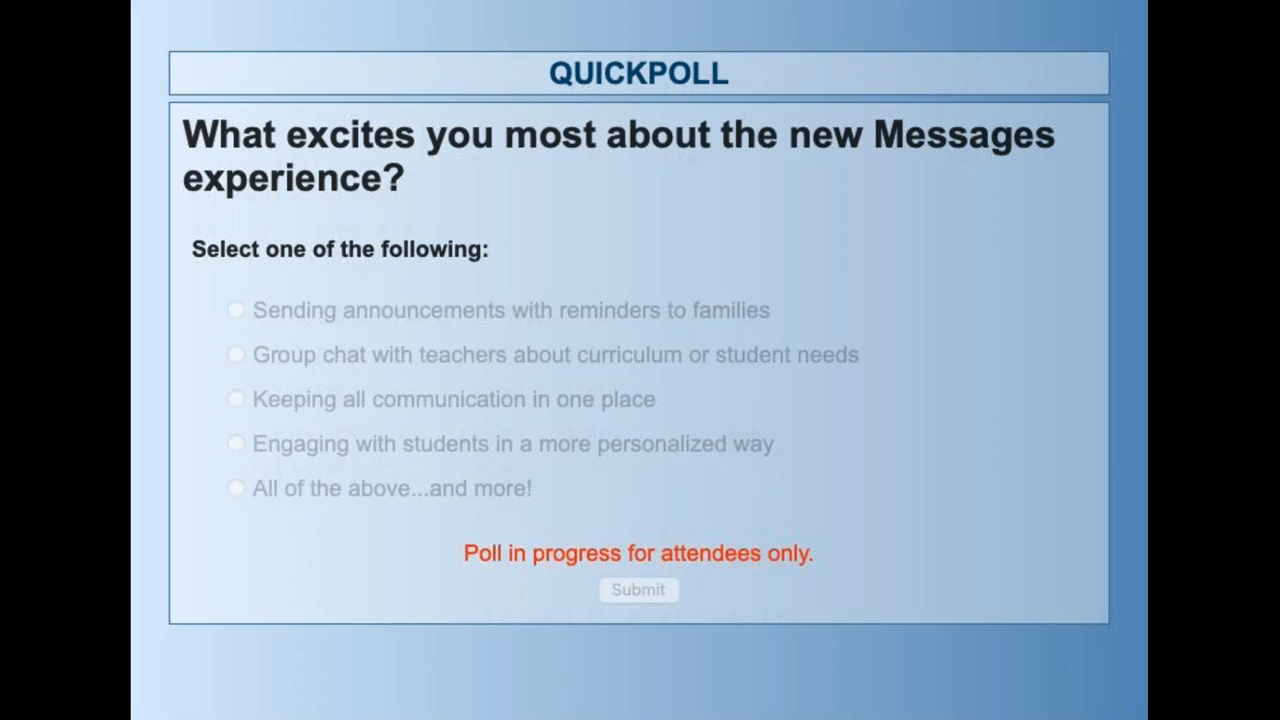 QUICKPOLL
What excites you most about the new Messages
experience?
Select one of the following:
Sending announcements with reminders to families
Group chat with teachers about curriculum or student needs
Keeping all communication in one place
Engaging with students in a more personalized way
All of the above...and more!
Poll in progress for attendees only.
Submit